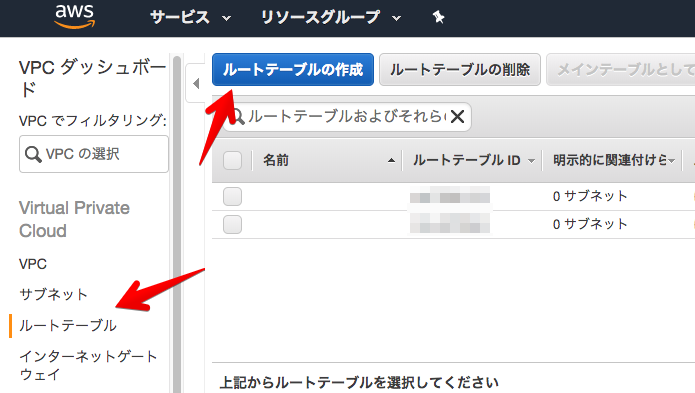 aws
サービス
リソースグループ
VPC ダッシュボー
ド
VPC でフィルタリング:
VPC の選択
Virtual Private
Cloud
VPC
サブネット
ルートテーブル
インターネットゲート
ウェイ
ルートテーブルの作成
ルートテーブルの削除
メインテーブルとして
ルートテーブルおよびそれら
名前
ルートテーブル ID
明示的に関連付けら
0 サブネット
0 サブネット
上記からルートテーブルを選択してください